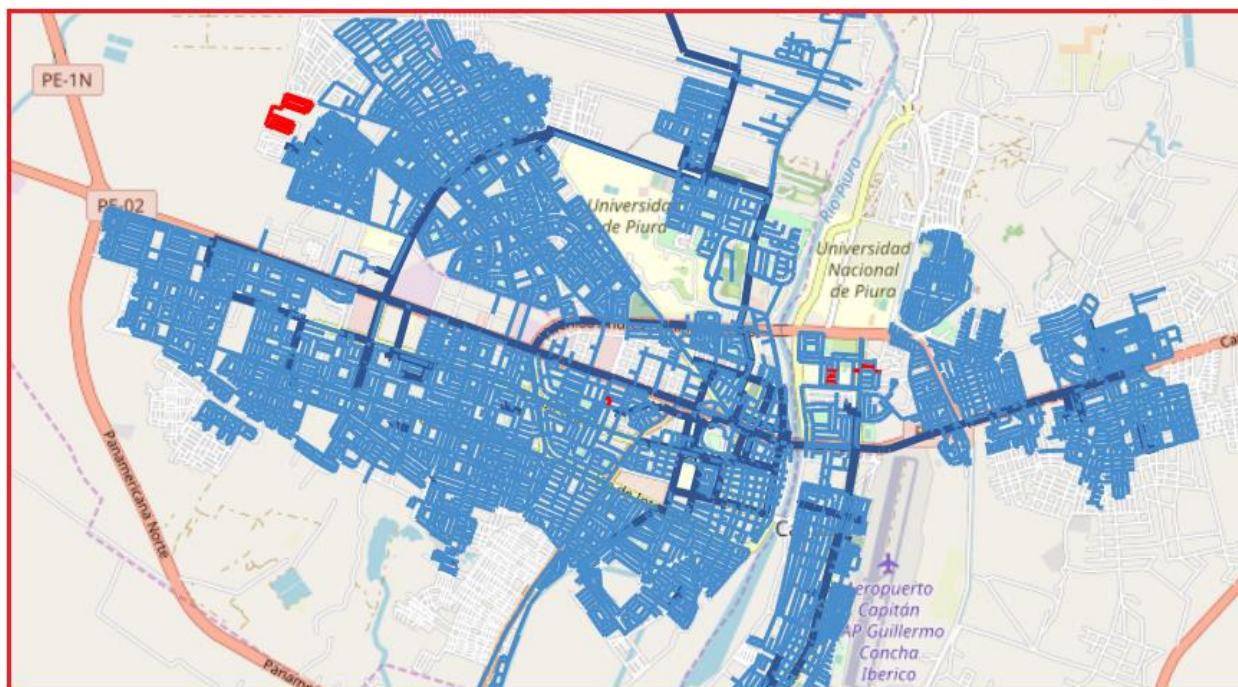 PE-1N
PE-02
Universidad
de Piura
Río Piura
Universidad
Nacional
de Piura
Panamericana Norte
Aeropuerto
Capitán
FAP Guillermo
Concha
Iberico